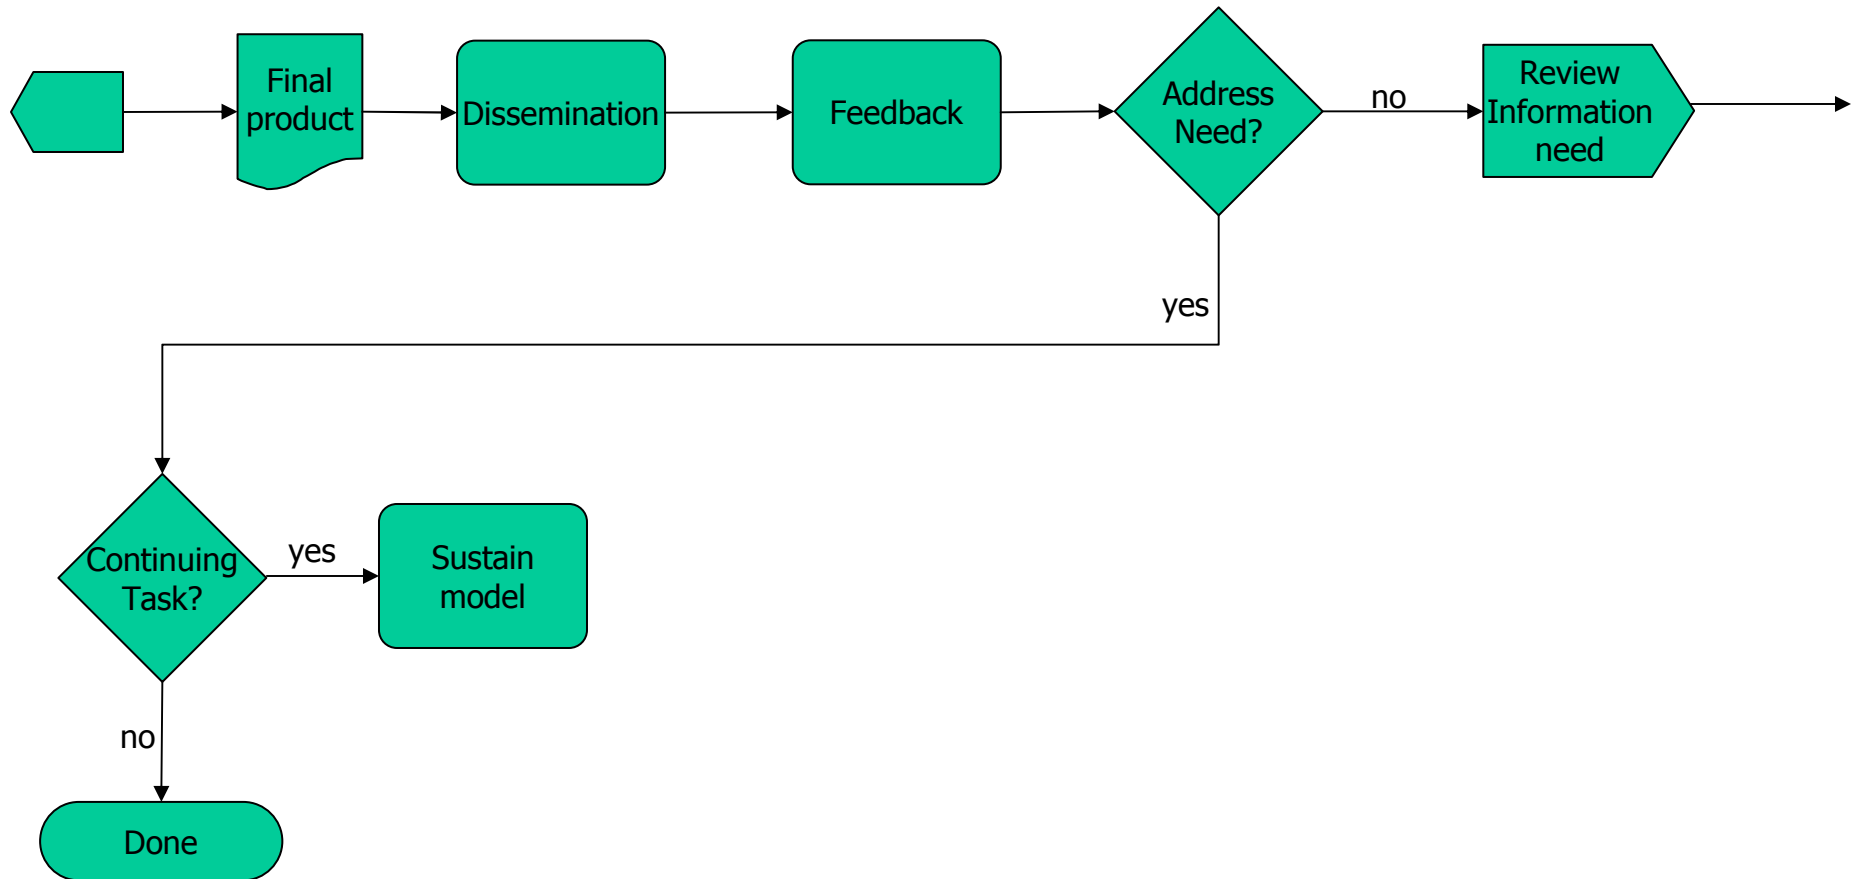 Final
product
Dissemination
Feedback
Address
Need?
no
Review
Information
need
yes
Continuing
Task?
yes
Sustain
model
no
Done